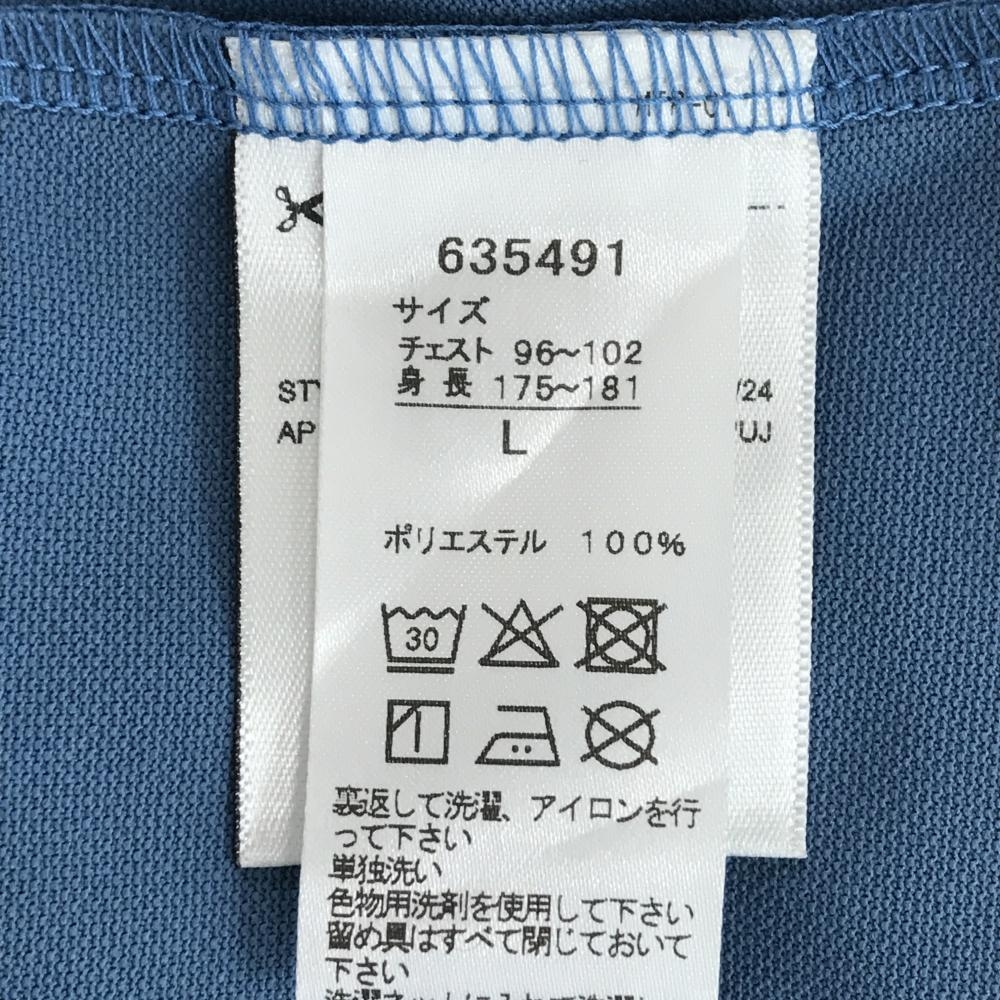 635491
サイズ
チェスト 96~102
身長 175~181
L
ST
/24
AP
UJ
ポリエステル 100%
30
裏返して洗濯、アイロンを行
って下さい
単独洗い
色物用洗剤を使用して下さい
留め具はすべて閉じておいて
下さい